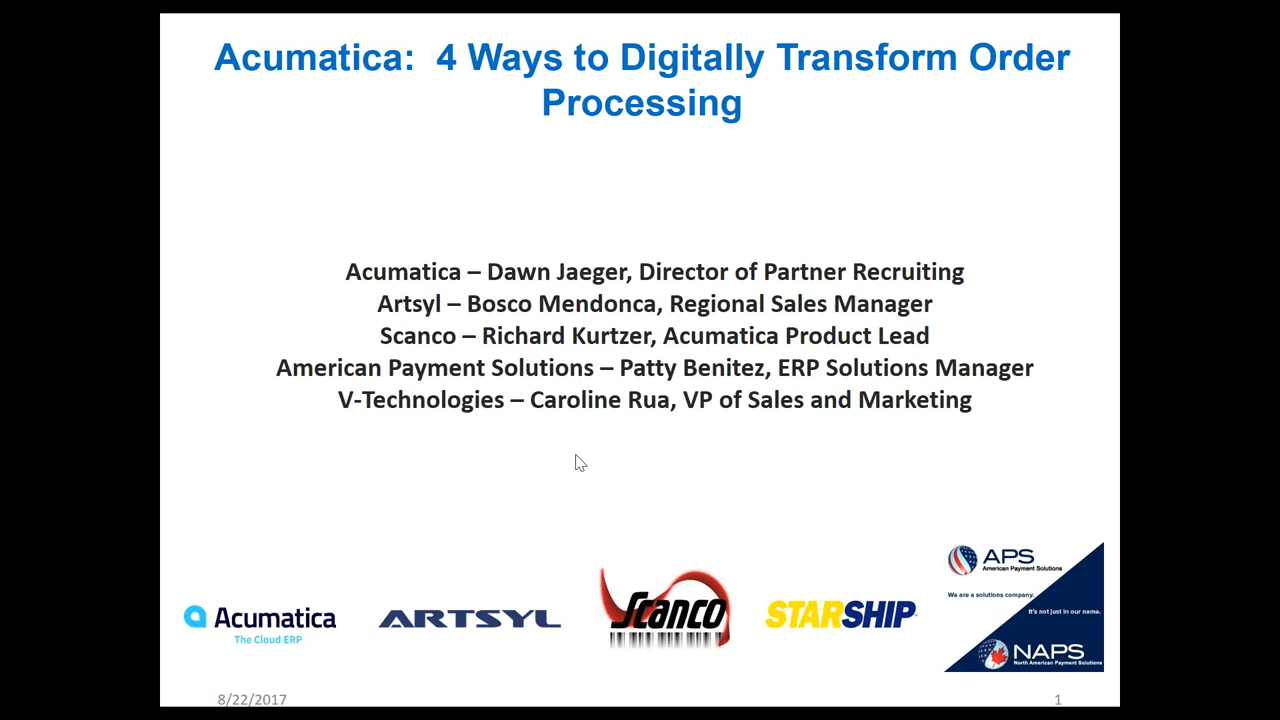 Acumatica:  4 Ways to Digitally Transform Order
Processing
Acumatica – Dawn Jaeger, Director of Partner Recruiting
Artsyl – Bosco Mendonca, Regional Sales Manager
Scanco – Richard Kurtzer, Acumatica Product Lead
American Payment Solutions – Patty Benitez, ERP Solutions Manager
V-Technologies – Caroline Rua, VP of Sales and Marketing
Acumatica
The Cloud ERP
ARTSYL
Scanco
STARSHIP
APS
American Payment Solutions
We are a solutions company.
It's not just in our name.
NAPS
North American Payment Solutions
8/22/2017
1